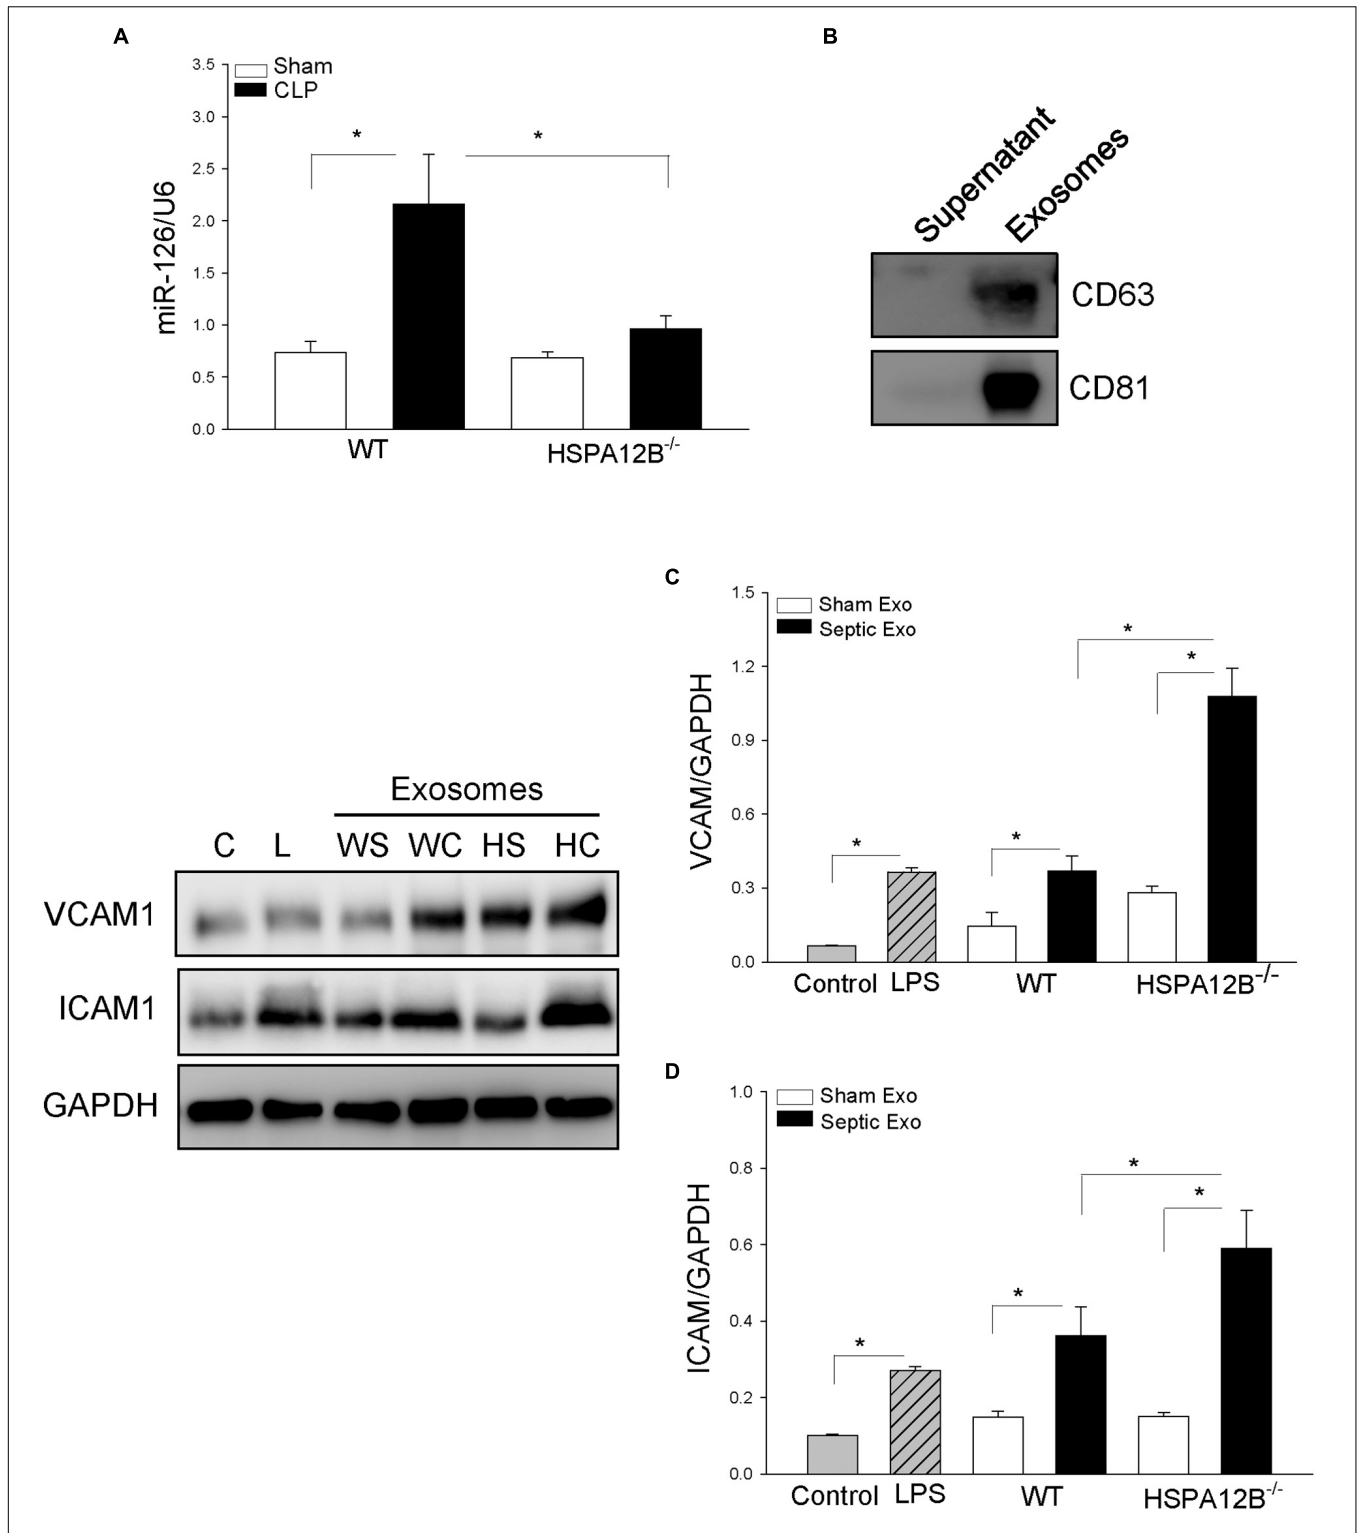 A
3.5
3.0
2.5
2.0
1.5
1.0
0.5
0.0
miR-126/U6
Sham
CLP
*
*
WT
HSPA12B-/-
B
Supernatant
Exosomes
CD63
CD81
Exosomes
C L WS WC HS HC
VCAM1
ICAM1
GAPDH
C
1.5
1.2
0.9
0.6
0.3
0.0
VCAM/GAPDH
Sham Exo
Septic Exo
*
*
*
*
Control LPS WT HSPA12B-/-
D
1.0
0.8
0.6
0.4
0.2
0.0
ICAM/GAPDH
Sham Exo
Septic Exo
*
*
*
*
Control LPS WT HSPA12B-/-